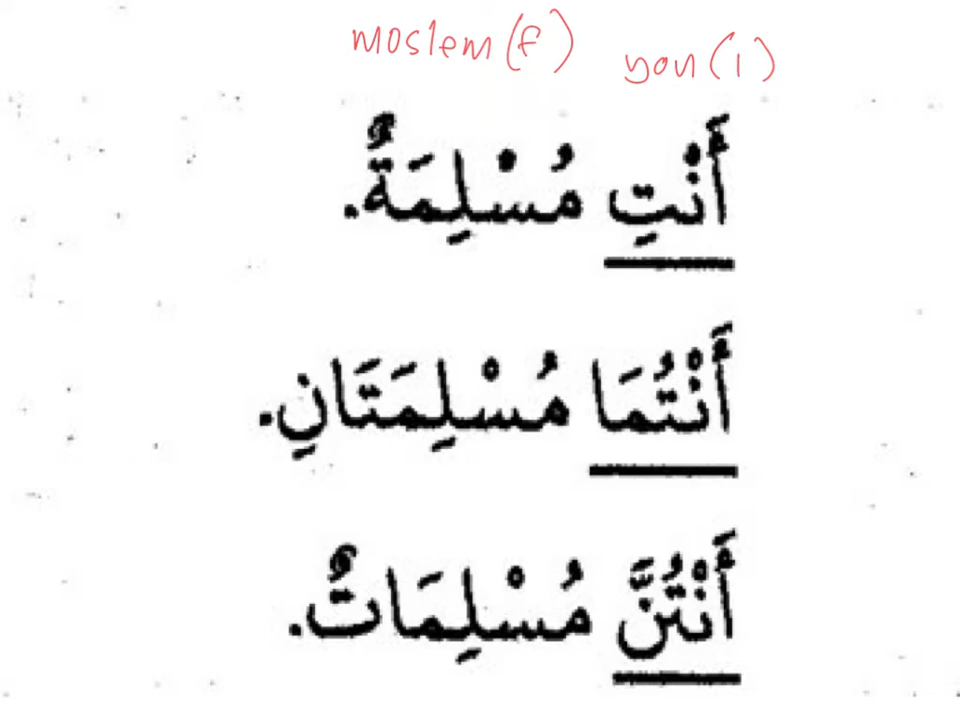 moslem (f) you (1)
أَنْتِ مُسْلِمَةٌ.
أَنْتُمَا مُسْلِمَتَانِ.
أَنْتُنَّ مُسْلِمَاتٌ.